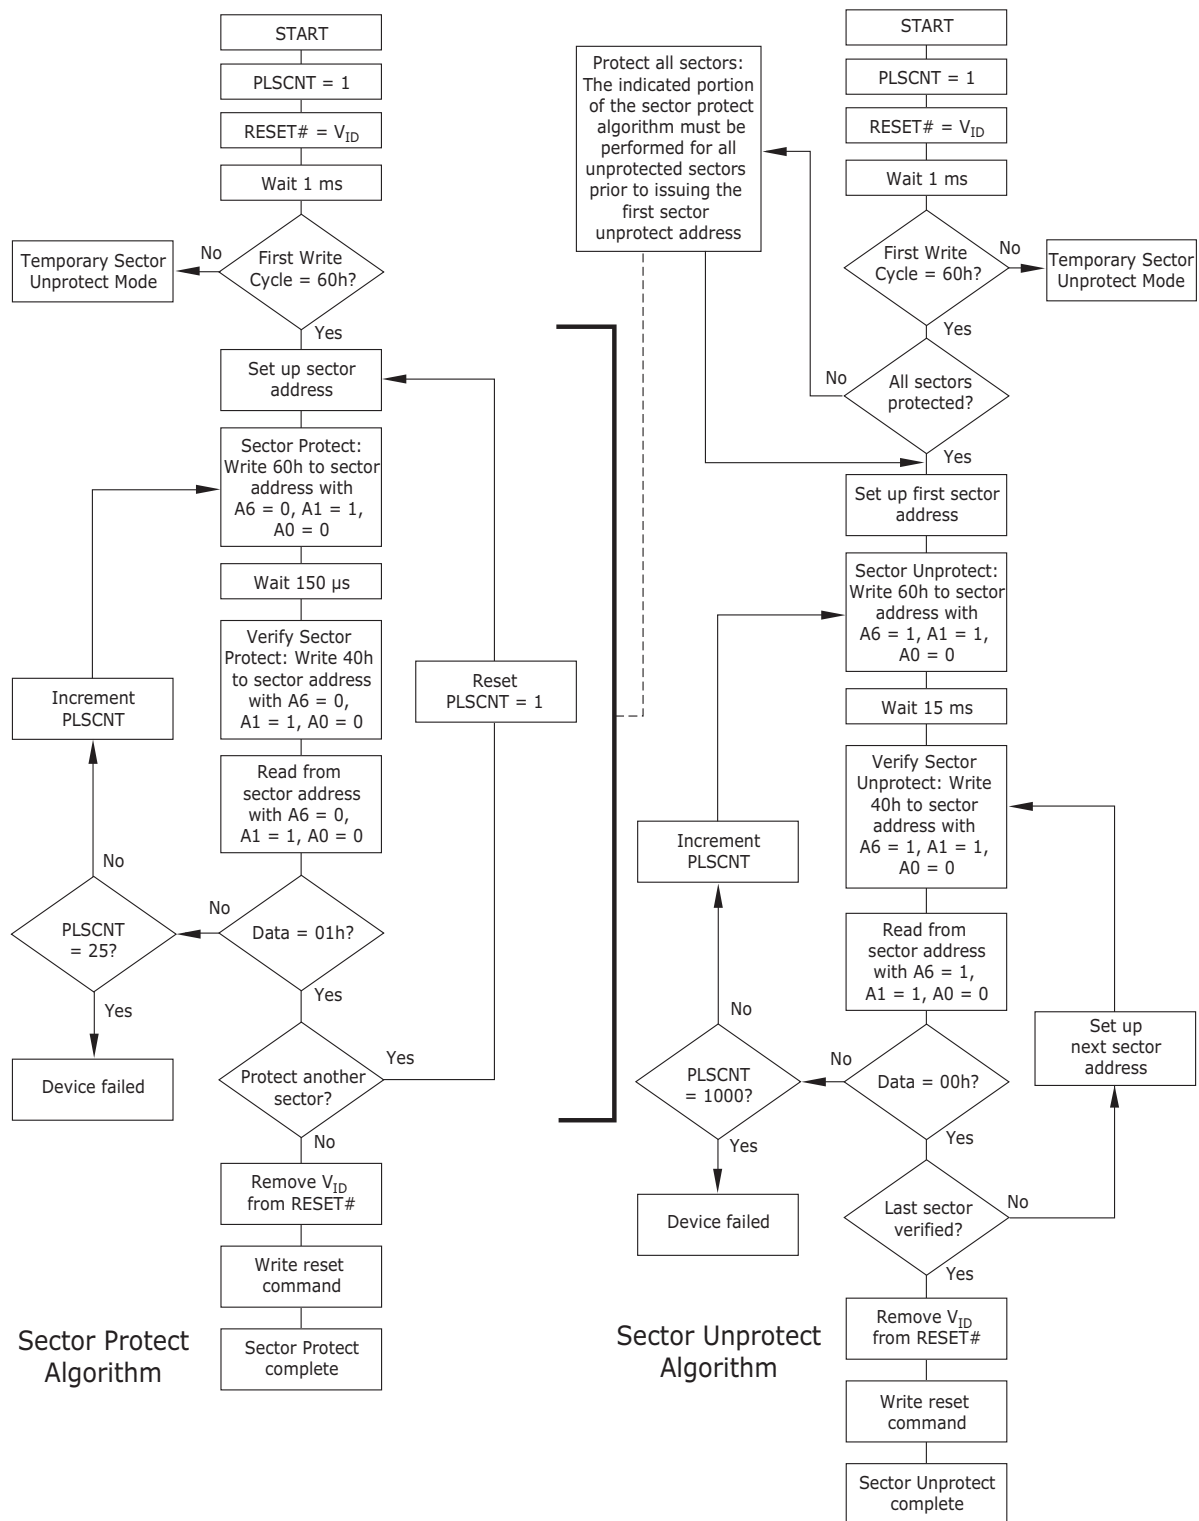 START
PLSCNT = 1
RESET# = VID
Wait 1 ms
First Write
Cycle = 60h?
No
Temporary Sector
Unprotect Mode
Yes
Set up sector
address
Sector Protect:
Write 60h to sector
address with
A6 = 0, A1 = 1,
A0 = 0
Wait 150 µs
Verify Sector
Protect: Write 40h
to sector address
with A6 = 0,
A1 = 1, A0 = 0
Increment
PLSCNT
Reset
PLSCNT = 1
Read from
sector address
with A6 = 0,
A1 = 1, A0 = 0
No
PLSCNT
= 25?
No
Data = 01h?
Yes
Yes
Device failed
Protect another
sector?
Yes
No
Remove VID
from RESET#
Write reset
command
Sector Protect
complete
Sector Protect
Algorithm
Protect all sectors:
The indicated portion
of the sector protect
algorithm must be
performed for all
unprotected sectors
prior to issuing the
first sector
unprotect address
START
PLSCNT = 1
RESET# = VID
Wait 1 ms
First Write
Cycle = 60h?
No
Temporary Sector
Unprotect Mode
Yes
No
All sectors
protected?
Yes
Set up first sector
address
Sector Unprotect:
Write 60h to sector
address with
A6 = 1, A1 = 1,
A0 = 0
Wait 15 ms
Verify Sector
Unprotect: Write
40h to sector
address with
A6 = 1, A1 = 1,
A0 = 0
Increment
PLSCNT
Read from
sector address
with A6 = 1,
A1 = 1, A0 = 0
No
PLSCNT
= 1000?
No
Data = 00h?
Set up
next sector
address
Yes
Yes
Device failed
Last sector
verified?
No
Yes
Remove VID
from RESET#
Write reset
command
Sector Unprotect
complete
Sector Unprotect
Algorithm